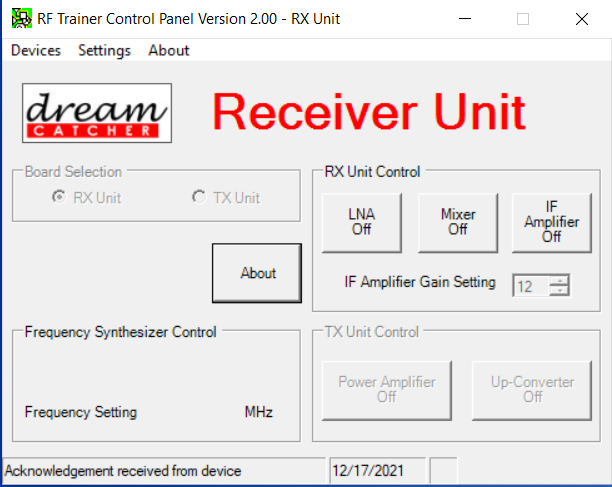 RF Trainer Control Panel Version 2.00 - RX Unit
Devices Settings About
dream
CATCHER
Receiver Unit
Board Selection
RX Unit TX Unit
About
RX Unit Control
LNA
Off
Mixer
Off
IF
Amplifier
Off
IF Amplifier Gain Setting 12
Frequency Synthesizer Control
Frequency Setting MHz
TX Unit Control
Power Amplifier
Off
Up-Converter
Off
Acknowledgement received from device 12/17/2021